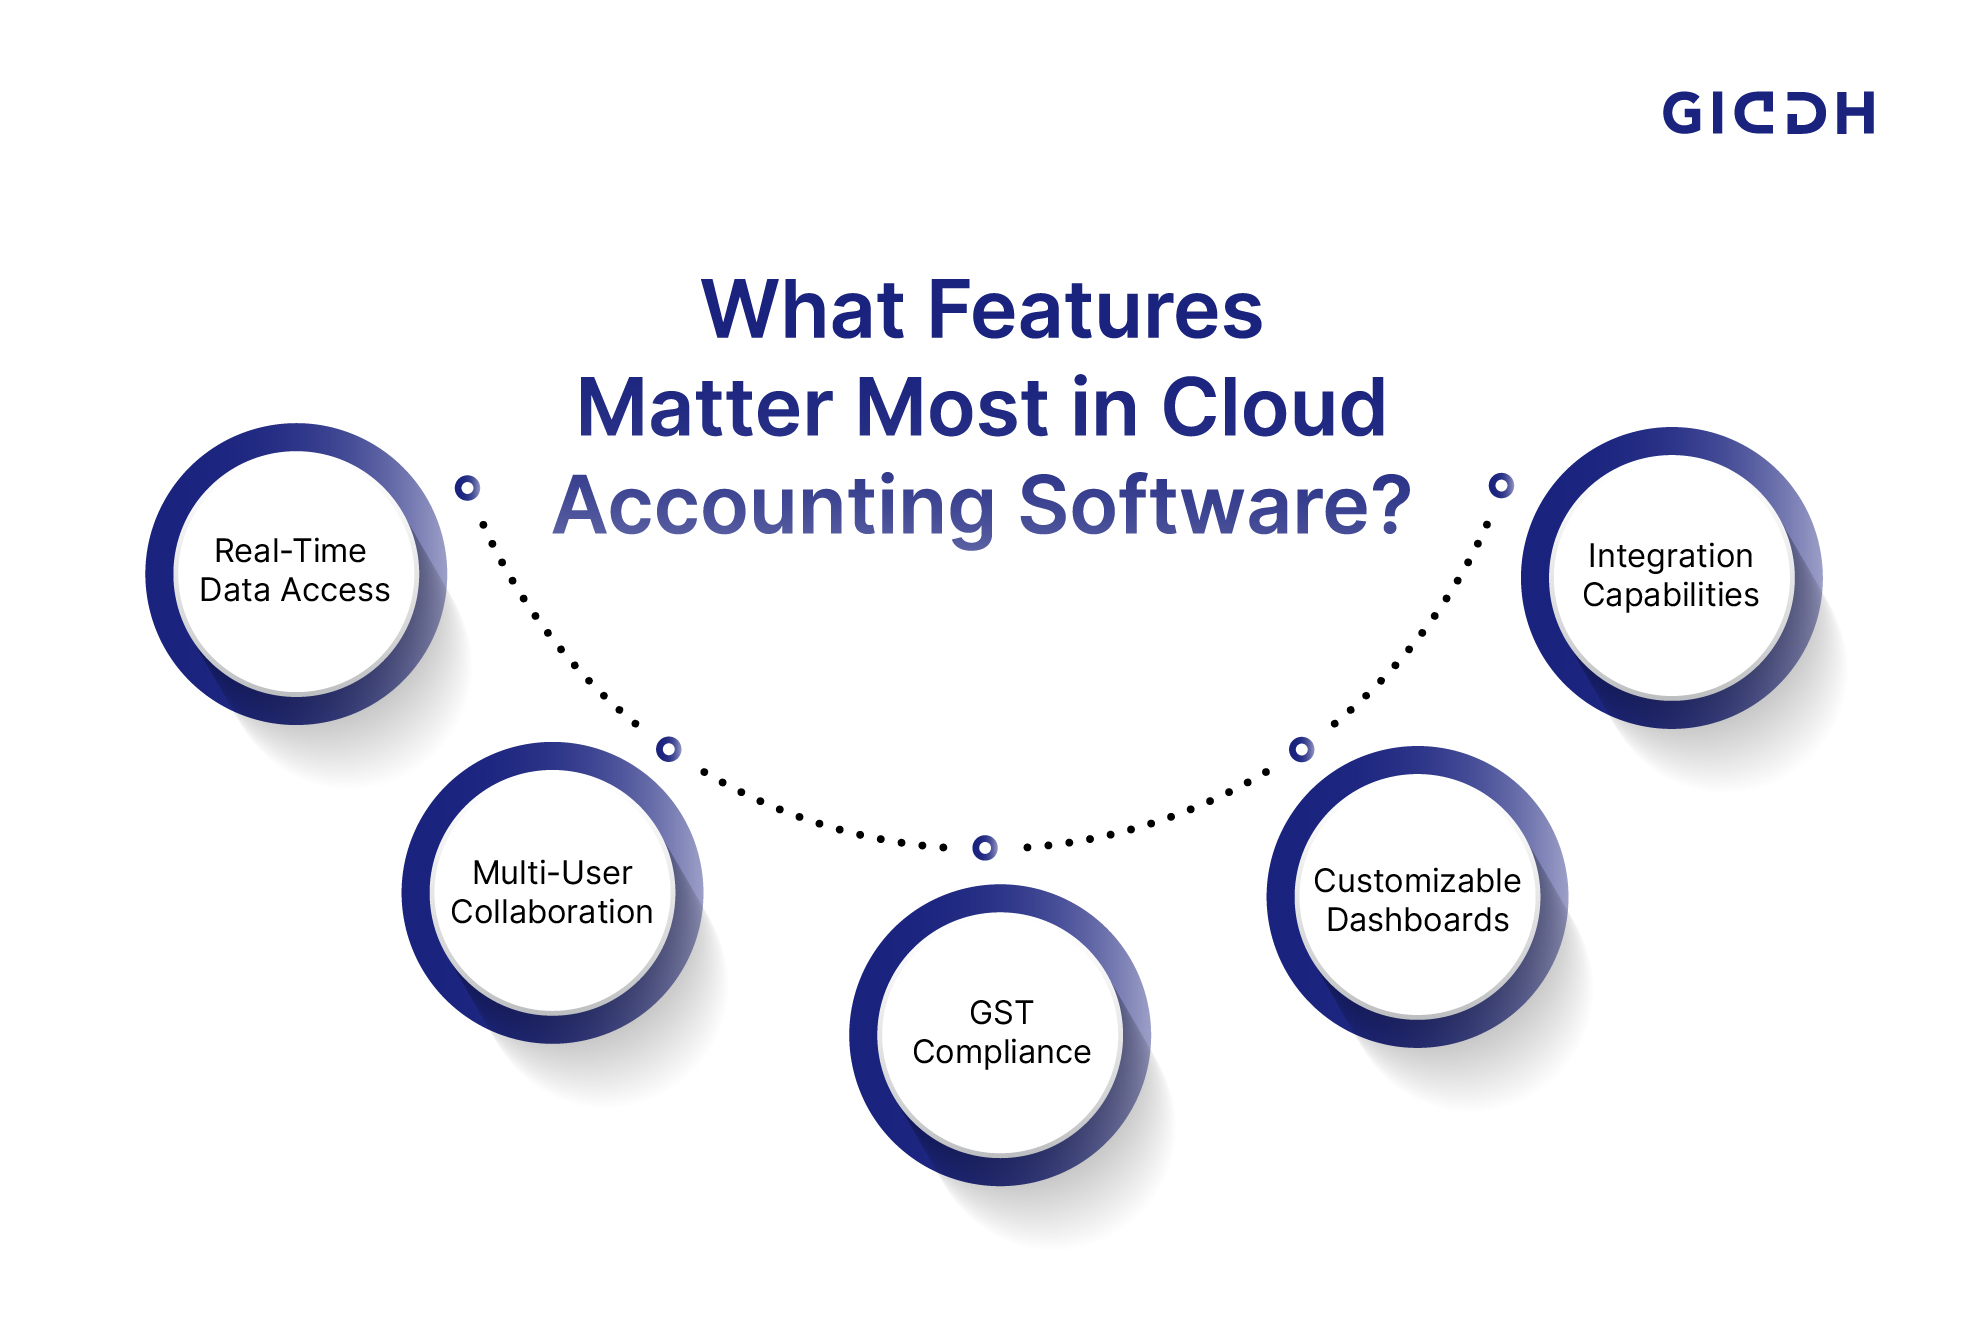 GIDDH
What Features
Matter Most in Cloud
Accounting Software?
Real-Time
Data Access
Multi-User
Collaboration
GST
Compliance
Customizable
Dashboards
Integration
Capabilities